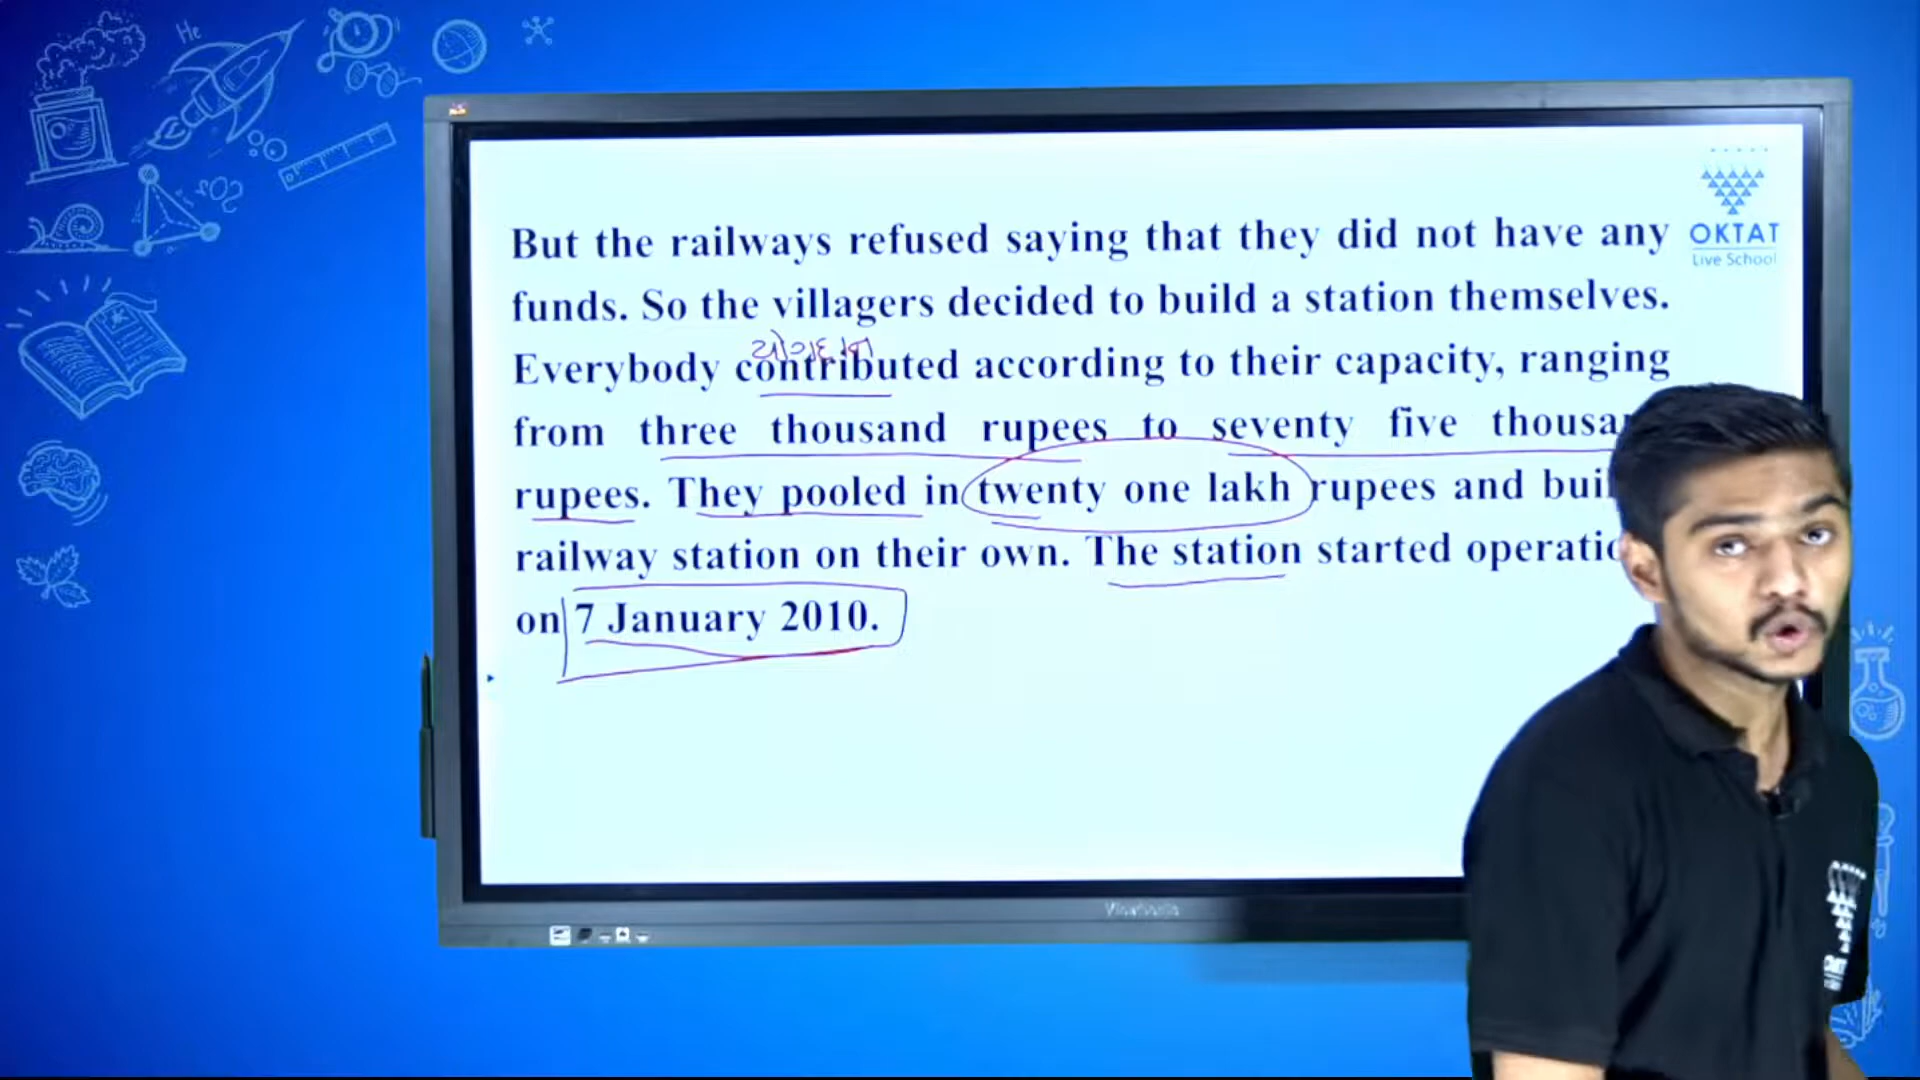 He
But the railways refused saying that they did not have any
funds. So the villagers decided to build a station themselves.
યોગદાન
Everybody contributed according to their capacity, ranging
from three thousand rupees to seventy five thousa
rupees. They pooled in twenty one lakh rupees and buil
railway station on their own. The station started operatio
on 7 January 2010.
OKTAT
Live School